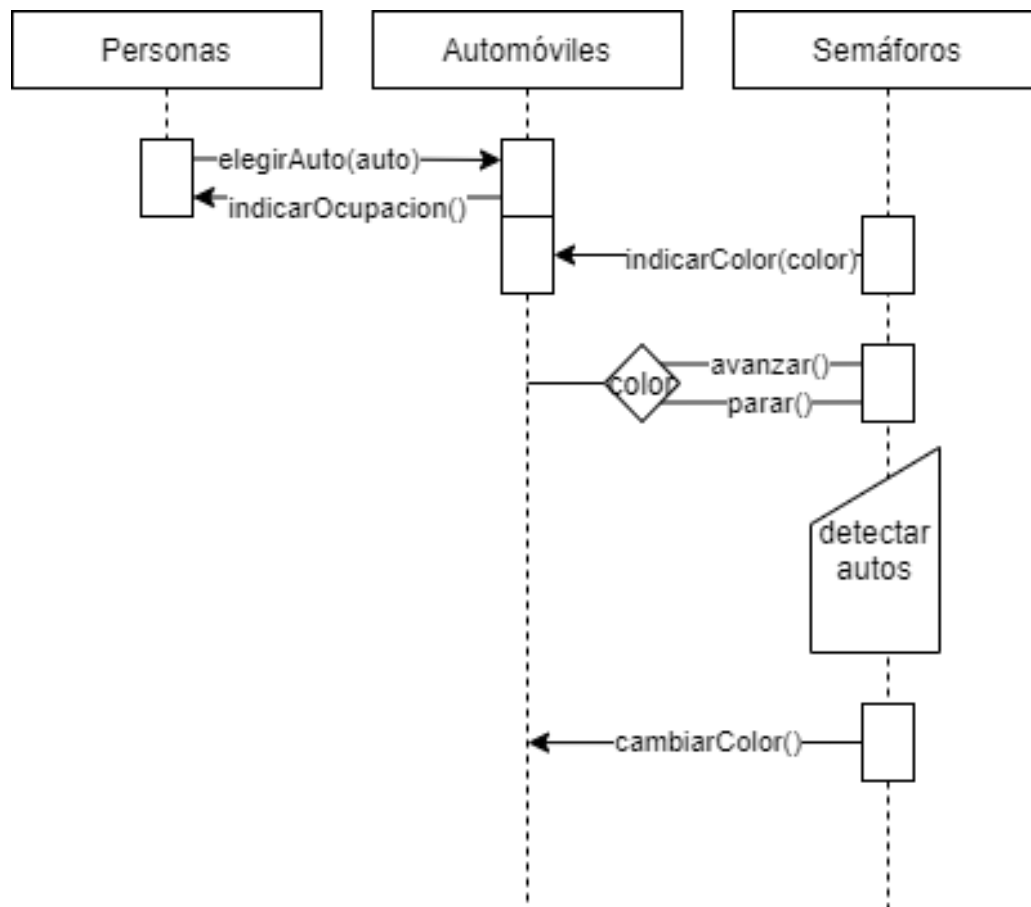 Personas
Automóviles
Semáforos
elegirAuto(auto)
indicarOcupacion()
indicarColor(color)
color
avanzar()
parar()
detectar
autos
cambiarColor()